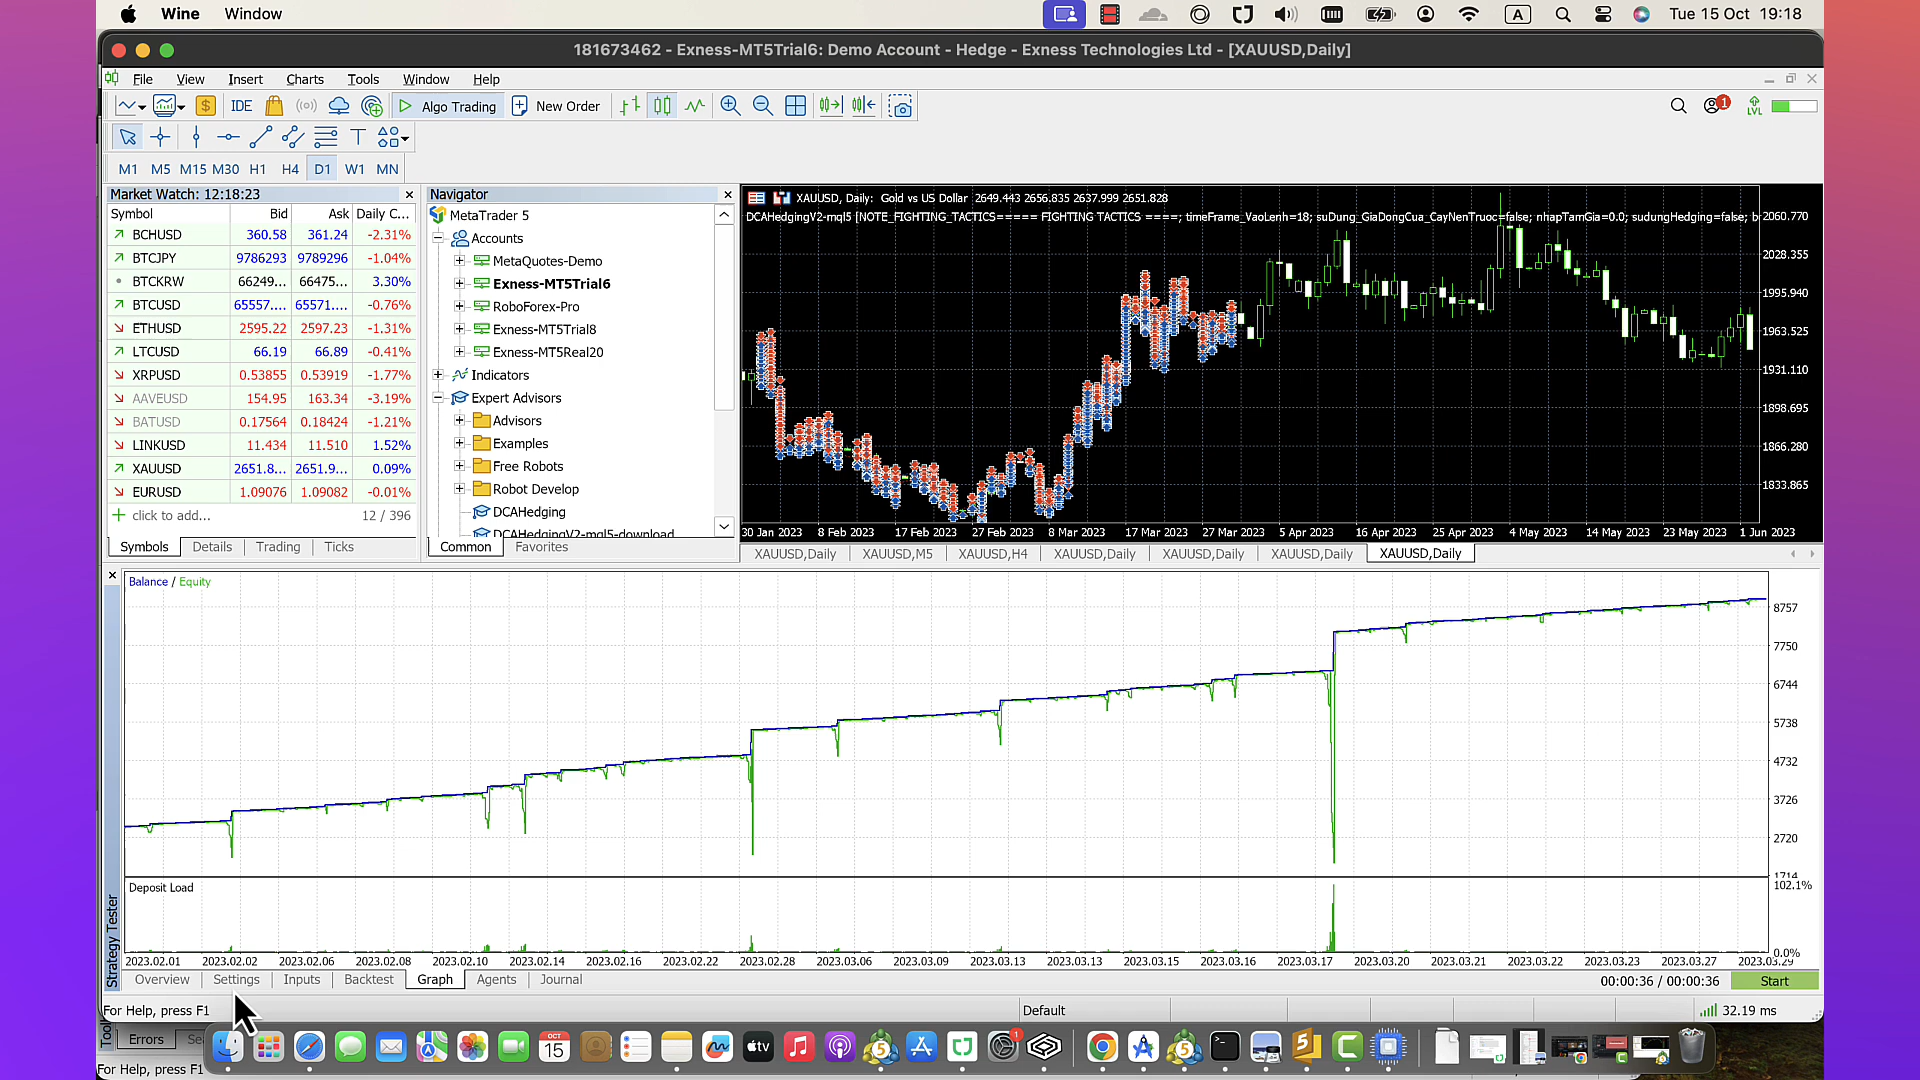 Wine Window
A
Tue 15 Oct 19:18
181673462 - Exness-MT5Trial6: Demo Account - Hedge - Exness Technologies Ltd - [XAUUSD,Daily]
File View Insert Charts Tools Window Help
IDE Algo Trading New Order
1
LVL
M1 M5 M15 M30 H1 H4 D1 W1 MN
Market Watch: 12:18:23
Symbol Bid Ask Daily C...
BCHUSD 360.58 361.24 -2.31%
BTCJPY 9786293 9789296 -1.04%
BTCKRW 66249... 66475... 3.30%
BTCUSD 65557.... 65571.... -0.76%
ETHUSD 2595.22 2597.23 -1.31%
LTCUSD 66.19 66.89 -0.41%
XRPUSD 0.53855 0.53919 -1.77%
AAVEUSD 154.95 163.34 -3.19%
BATUSD 0.17564 0.18424 -1.21%
LINKUSD 11.434 11.510 1.52%
XAUUSD 2651.8... 2651.9... 0.09%
EURUSD 1.09076 1.09082 -0.01%
click to add... 12 / 396
Symbols Details Trading Ticks
Navigator
MetaTrader 5
Accounts
MetaQuotes-Demo
Exness-MT5Trial6
RoboForex-Pro
Exness-MT5Trial8
Exness-MT5Real20
Indicators
Expert Advisors
Advisors
Examples
Free Robots
Robot Develop
DCAHedging
DCAHedgingV2-mql5-download
Common Favorites
XAUUSD, Daily: Gold vs US Dollar 2649.443 2656.835 2637.999 2651.828
DCAHedgingV2-mql5 [NOTE_FIGHTING_TACTICS===== FIGHTING TACTICS ====; timeFrame_VaoLenh=18; suDung_GiaDongCua_CayNenTruoc=false; nhapTamGia=0.0; sudungHedging=false; br
2060.770
2028.355
1995.940
1963.525
1931.110
1898.695
1866.280
1833.865
30 Jan 2023 8 Feb 2023 17 Feb 2023 27 Feb 2023 8 Mar 2023 17 Mar 2023 27 Mar 2023 5 Apr 2023 16 Apr 2023 25 Apr 2023 4 May 2023 14 May 2023 23 May 2023 1 Jun 2023
XAUUSD,Daily XAUUSD,M5 XAUUSD,H4 XAUUSD,Daily XAUUSD,Daily XAUUSD,Daily XAUUSD,Daily
Balance / Equity
8757
7750
6744
5738
4732
3726
2720
1714
Deposit Load
102.1%
0.0%
2023.02.01 2023.02.02 2023.02.06 2023.02.08 2023.02.10 2023.02.14 2023.02.16 2023.02.22 2023.02.28 2023.03.06 2023.03.09 2023.03.13 2023.03.13 2023.03.15 2023.03.16 2023.03.17 2023.03.20 2023.03.21 2023.03.22 2023.03.23 2023.03.27 2023.03.29
Strategy Tester
Overview Settings Inputs Backtest Graph Agents Journal
00:00:36 / 00:00:36 Start
For Help, press F1 Default 32.19 ms
Errors Se
OCT
15
tv
5
1
5
5
For Help, press F1